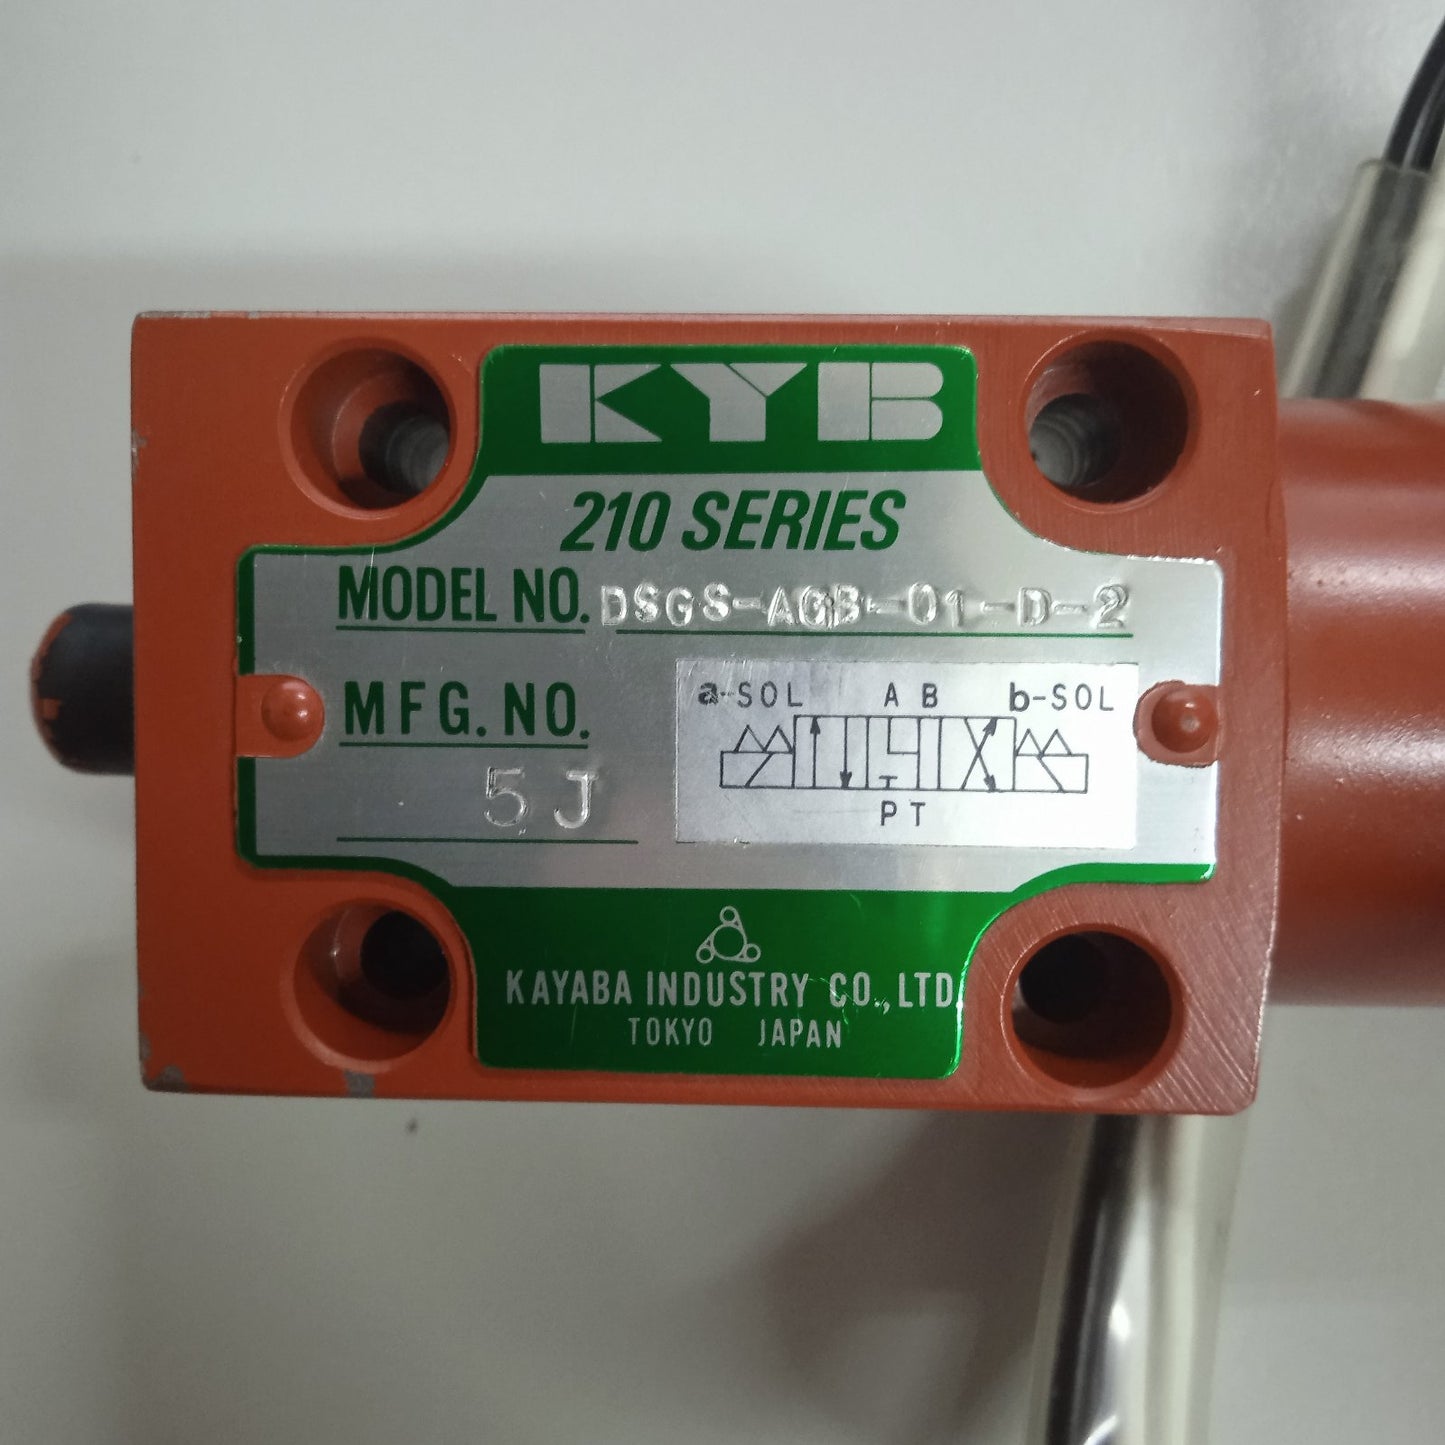 KYB
210 SERIES
MODEL NO. DSGS-AGB-01-D-2
MFG. NO.
5J
a-SOL A B b-SOL
P T
KAYABA INDUSTRY CO., LTD.
TOKYO JAPAN